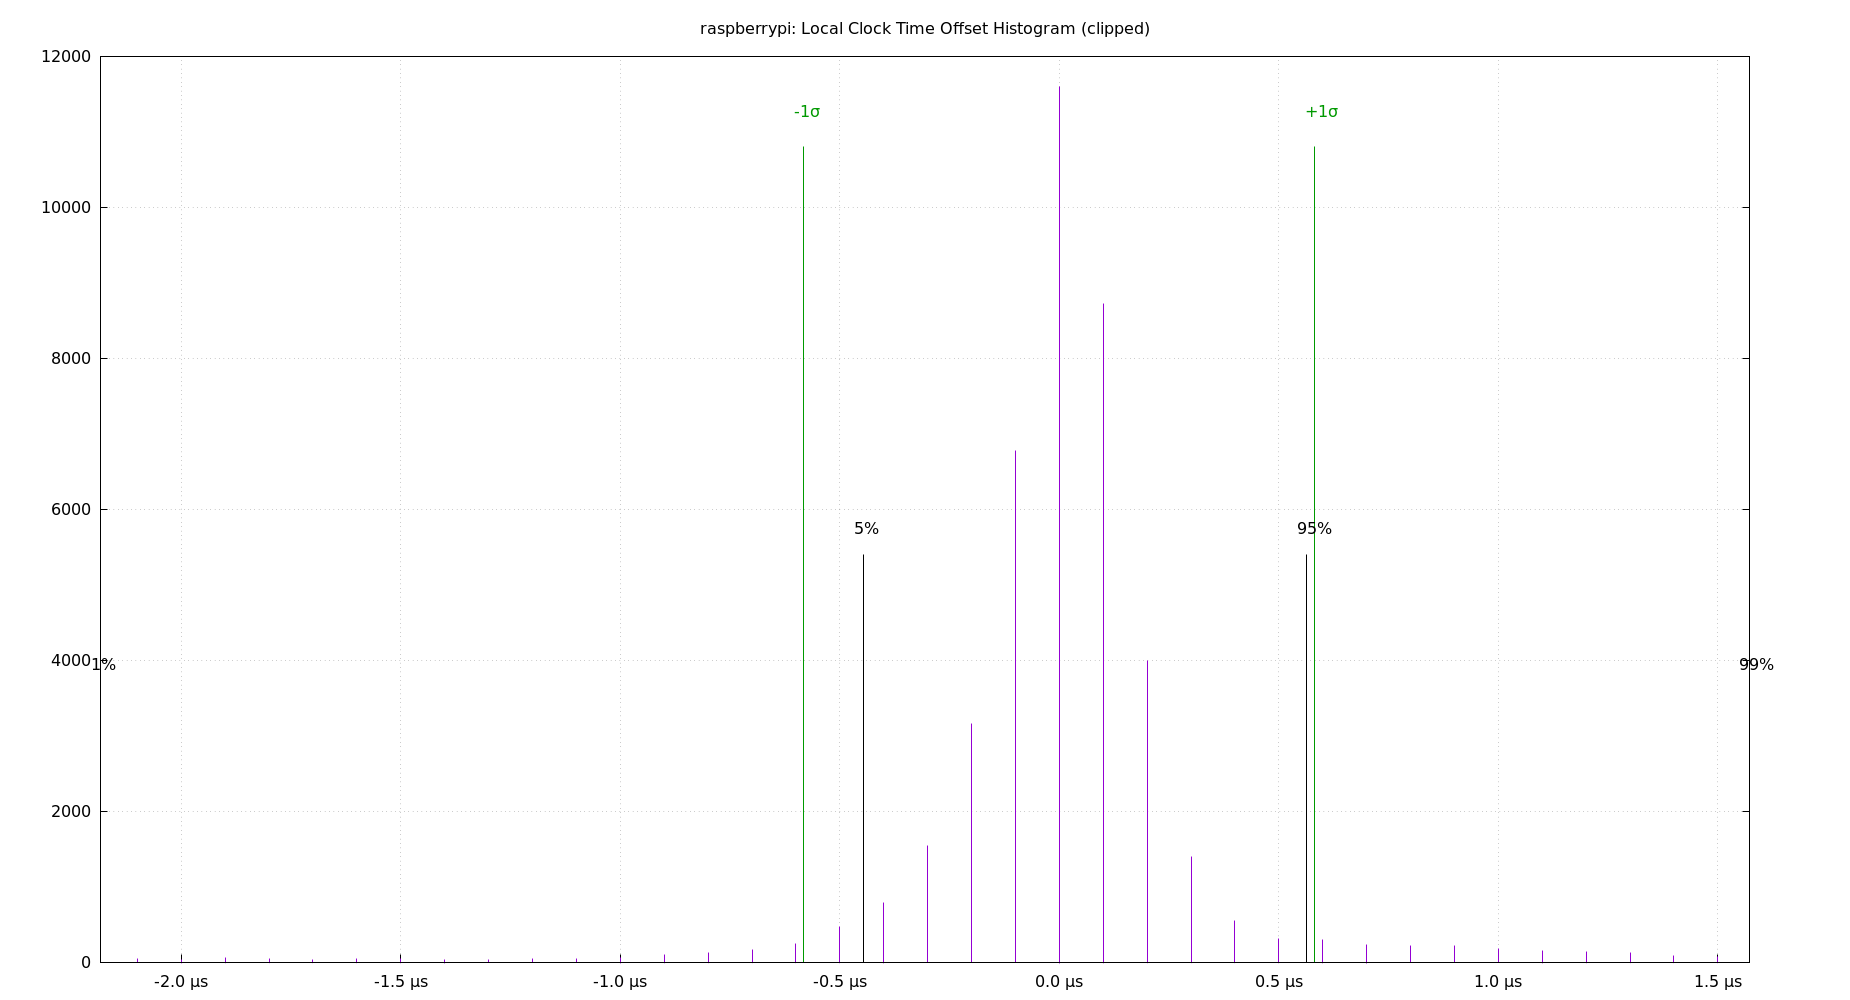 raspberrypi: Local Clock Time Offset Histogram (clipped)
12000
-1σ
+1σ
10000
8000
6000
5%
95%
4000
1%
99%
2000
0
-2.0 µs
-1.5 µs
-1.0 µs
-0.5 µs
0.0 µs
0.5 µs
1.0 µs
1.5 µs